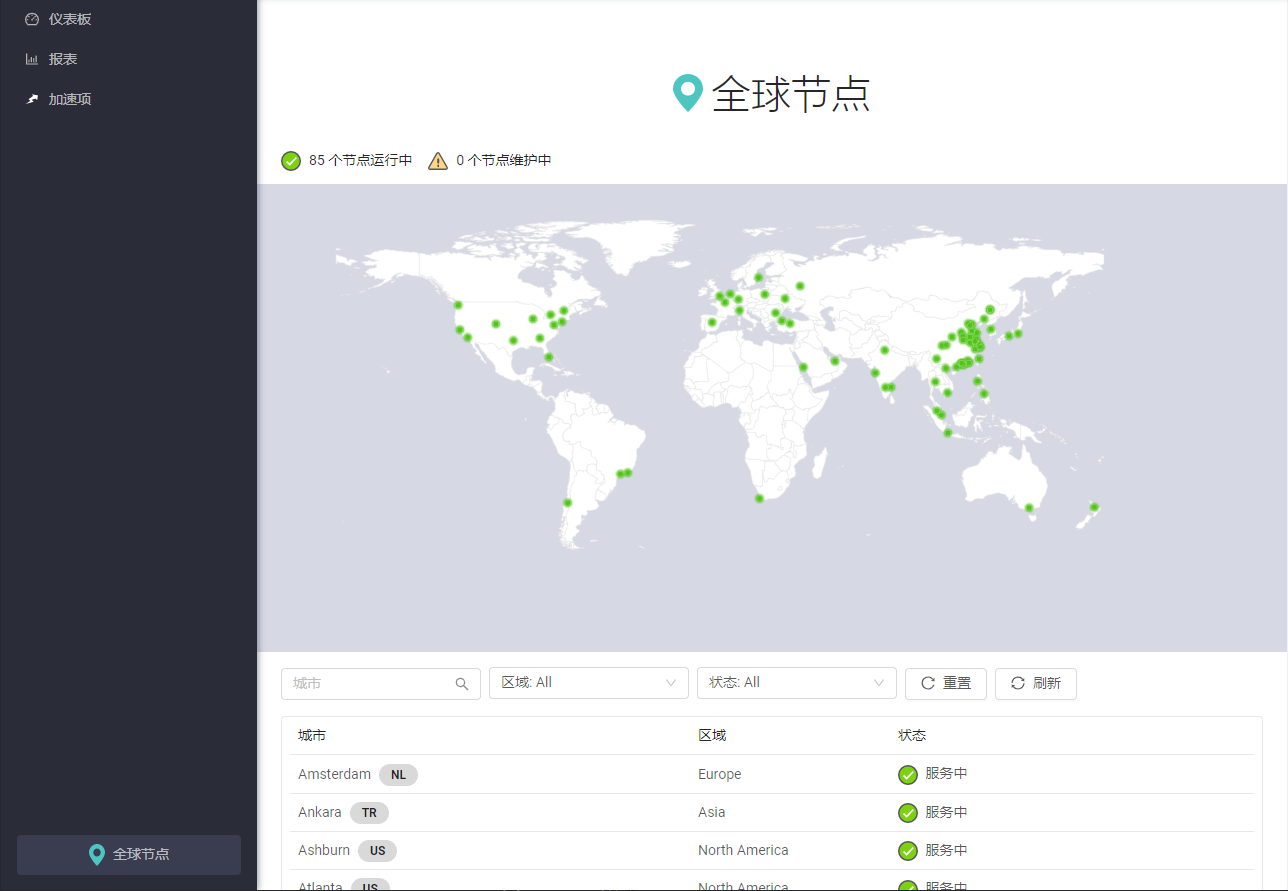 仪表板
报表
加速项
全球节点
85 个节点运行中 0 个节点维护中
城市 区域: All 状态: All 重置 刷新
城市 区域 状态
Amsterdam NL Europe 服务中
Ankara TR Asia 服务中
Ashburn US North America 服务中
Atlanta US North America 服务中
全球节点